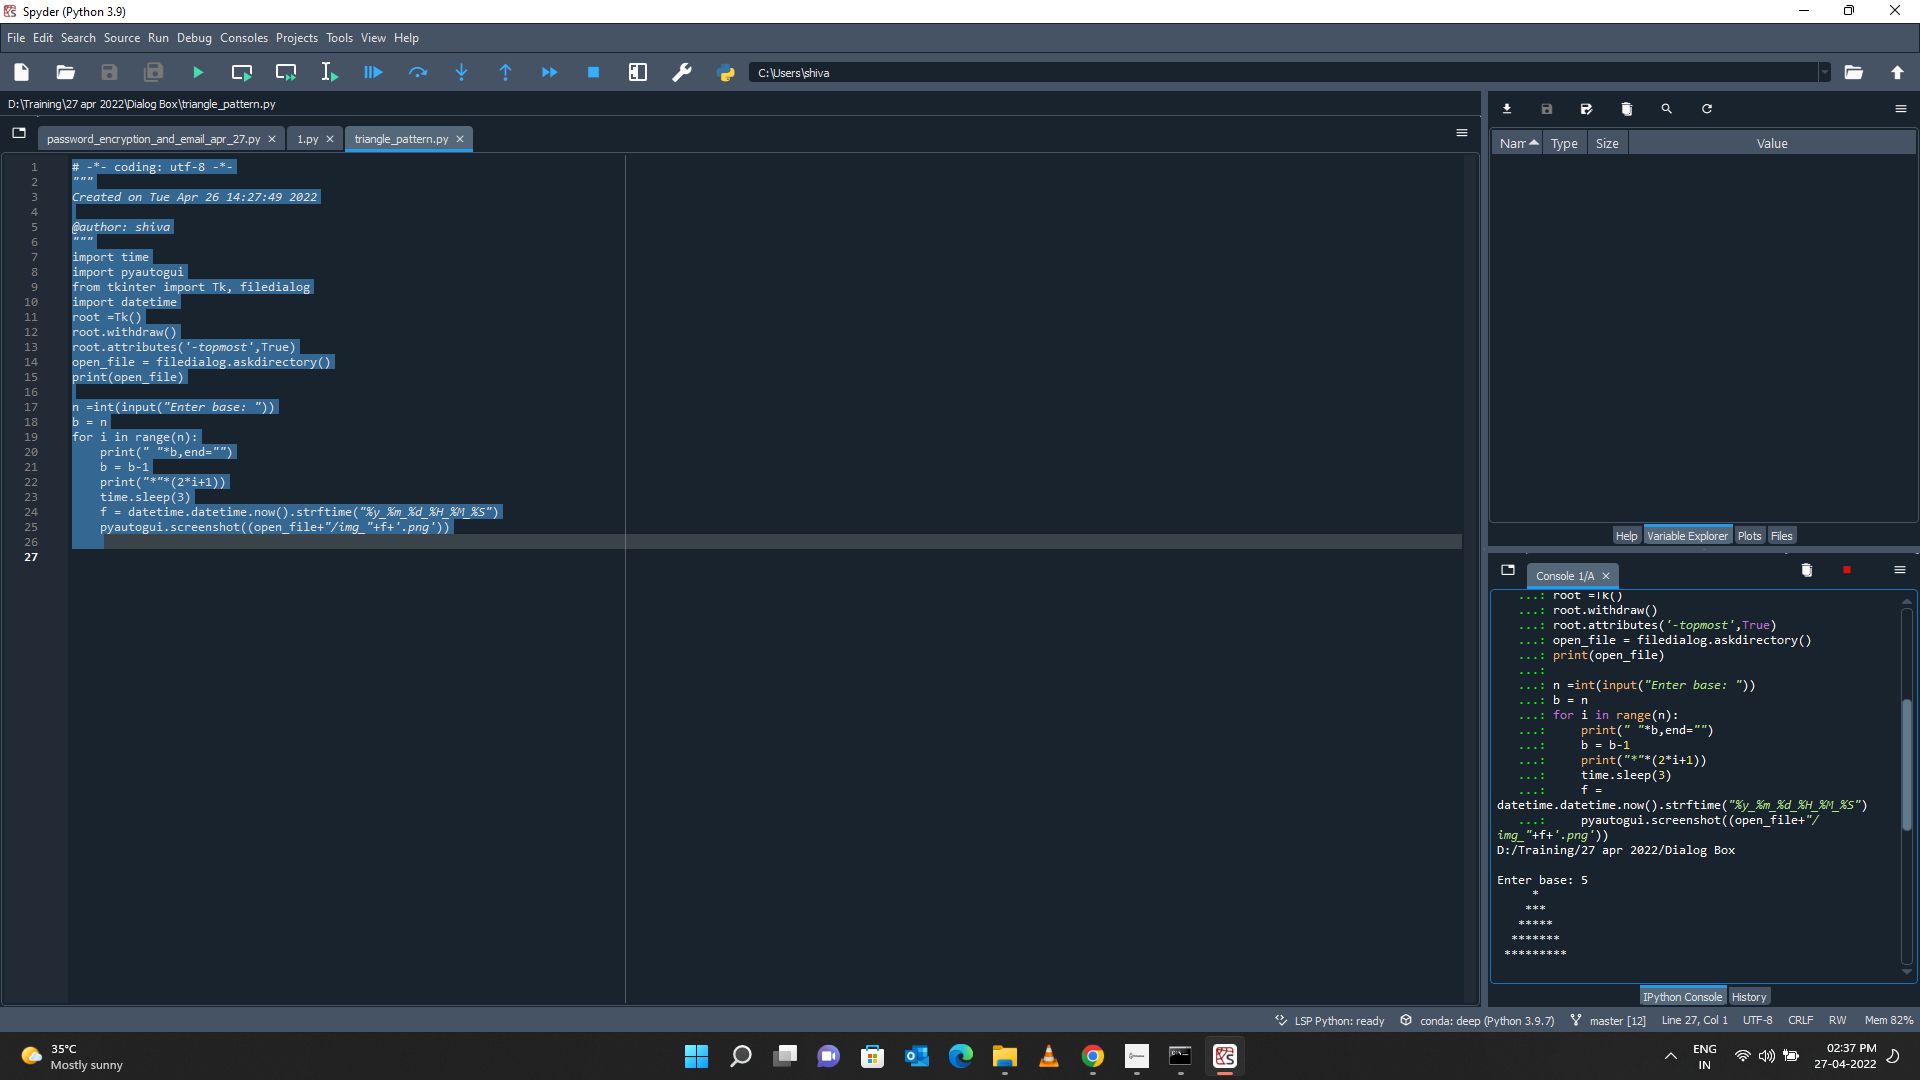 Spyder (Python 3.9)
File Edit Search Source Run Debug Consoles Projects Tools View Help
C:\Users\shiva
D:\Training\27 apr 2022\Dialog Box\triangle_pattern.py
password_encryption_and_email_apr_27.py 1.py triangle_pattern.py
1 # -*- coding: utf-8 -*-
2 """
3 Created on Tue Apr 26 14:27:49 2022
4
5 @author: shiva
6 """
7 import time
8 import pyautogui
9 from tkinter import Tk, filedialog
10 import datetime
11 root =Tk()
12 root.withdraw()
13 root.attributes('-topmost',True)
14 open_file = filedialog.askdirectory()
15 print(open_file)
16
17 n =int(input("Enter base: "))
18 b = n
19 for i in range(n):
20     print(" "*b,end="")
21     b = b-1
22     print("*"*(2*i+1))
23     time.sleep(3)
24     f = datetime.datetime.now().strftime("%y_%m_%d_%H_%M_%S")
25     pyautogui.screenshot((open_file+"/img_"+f+'.png'))
26
27
Nam Type Size Value
Help Variable Explorer Plots Files
Console 1/A
...: root =Tk()
...: root.withdraw()
...: root.attributes('-topmost',True)
...: open_file = filedialog.askdirectory()
...: print(open_file)
...:
...: n =int(input("Enter base: "))
...: b = n
...: for i in range(n):
...:     print(" "*b,end="")
...:     b = b-1
...:     print("*"*(2*i+1))
...:     time.sleep(3)
...:     f =
datetime.datetime.now().strftime("%y_%m_%d_%H_%M_%S")
...:     pyautogui.screenshot((open_file+"/
img_"+f+'.png'))
D:/Training/27 apr 2022/Dialog Box
Enter base: 5
     *
    ***
   *****
  *******
 *********
IPython Console History
LSP Python: ready conda: deep (Python 3.9.7) master [12] Line 27, Col 1 UTF-8 CRLF RW Mem 82%
35°C
Mostly sunny
ENG
IN
02:37 PM
27-04-2022